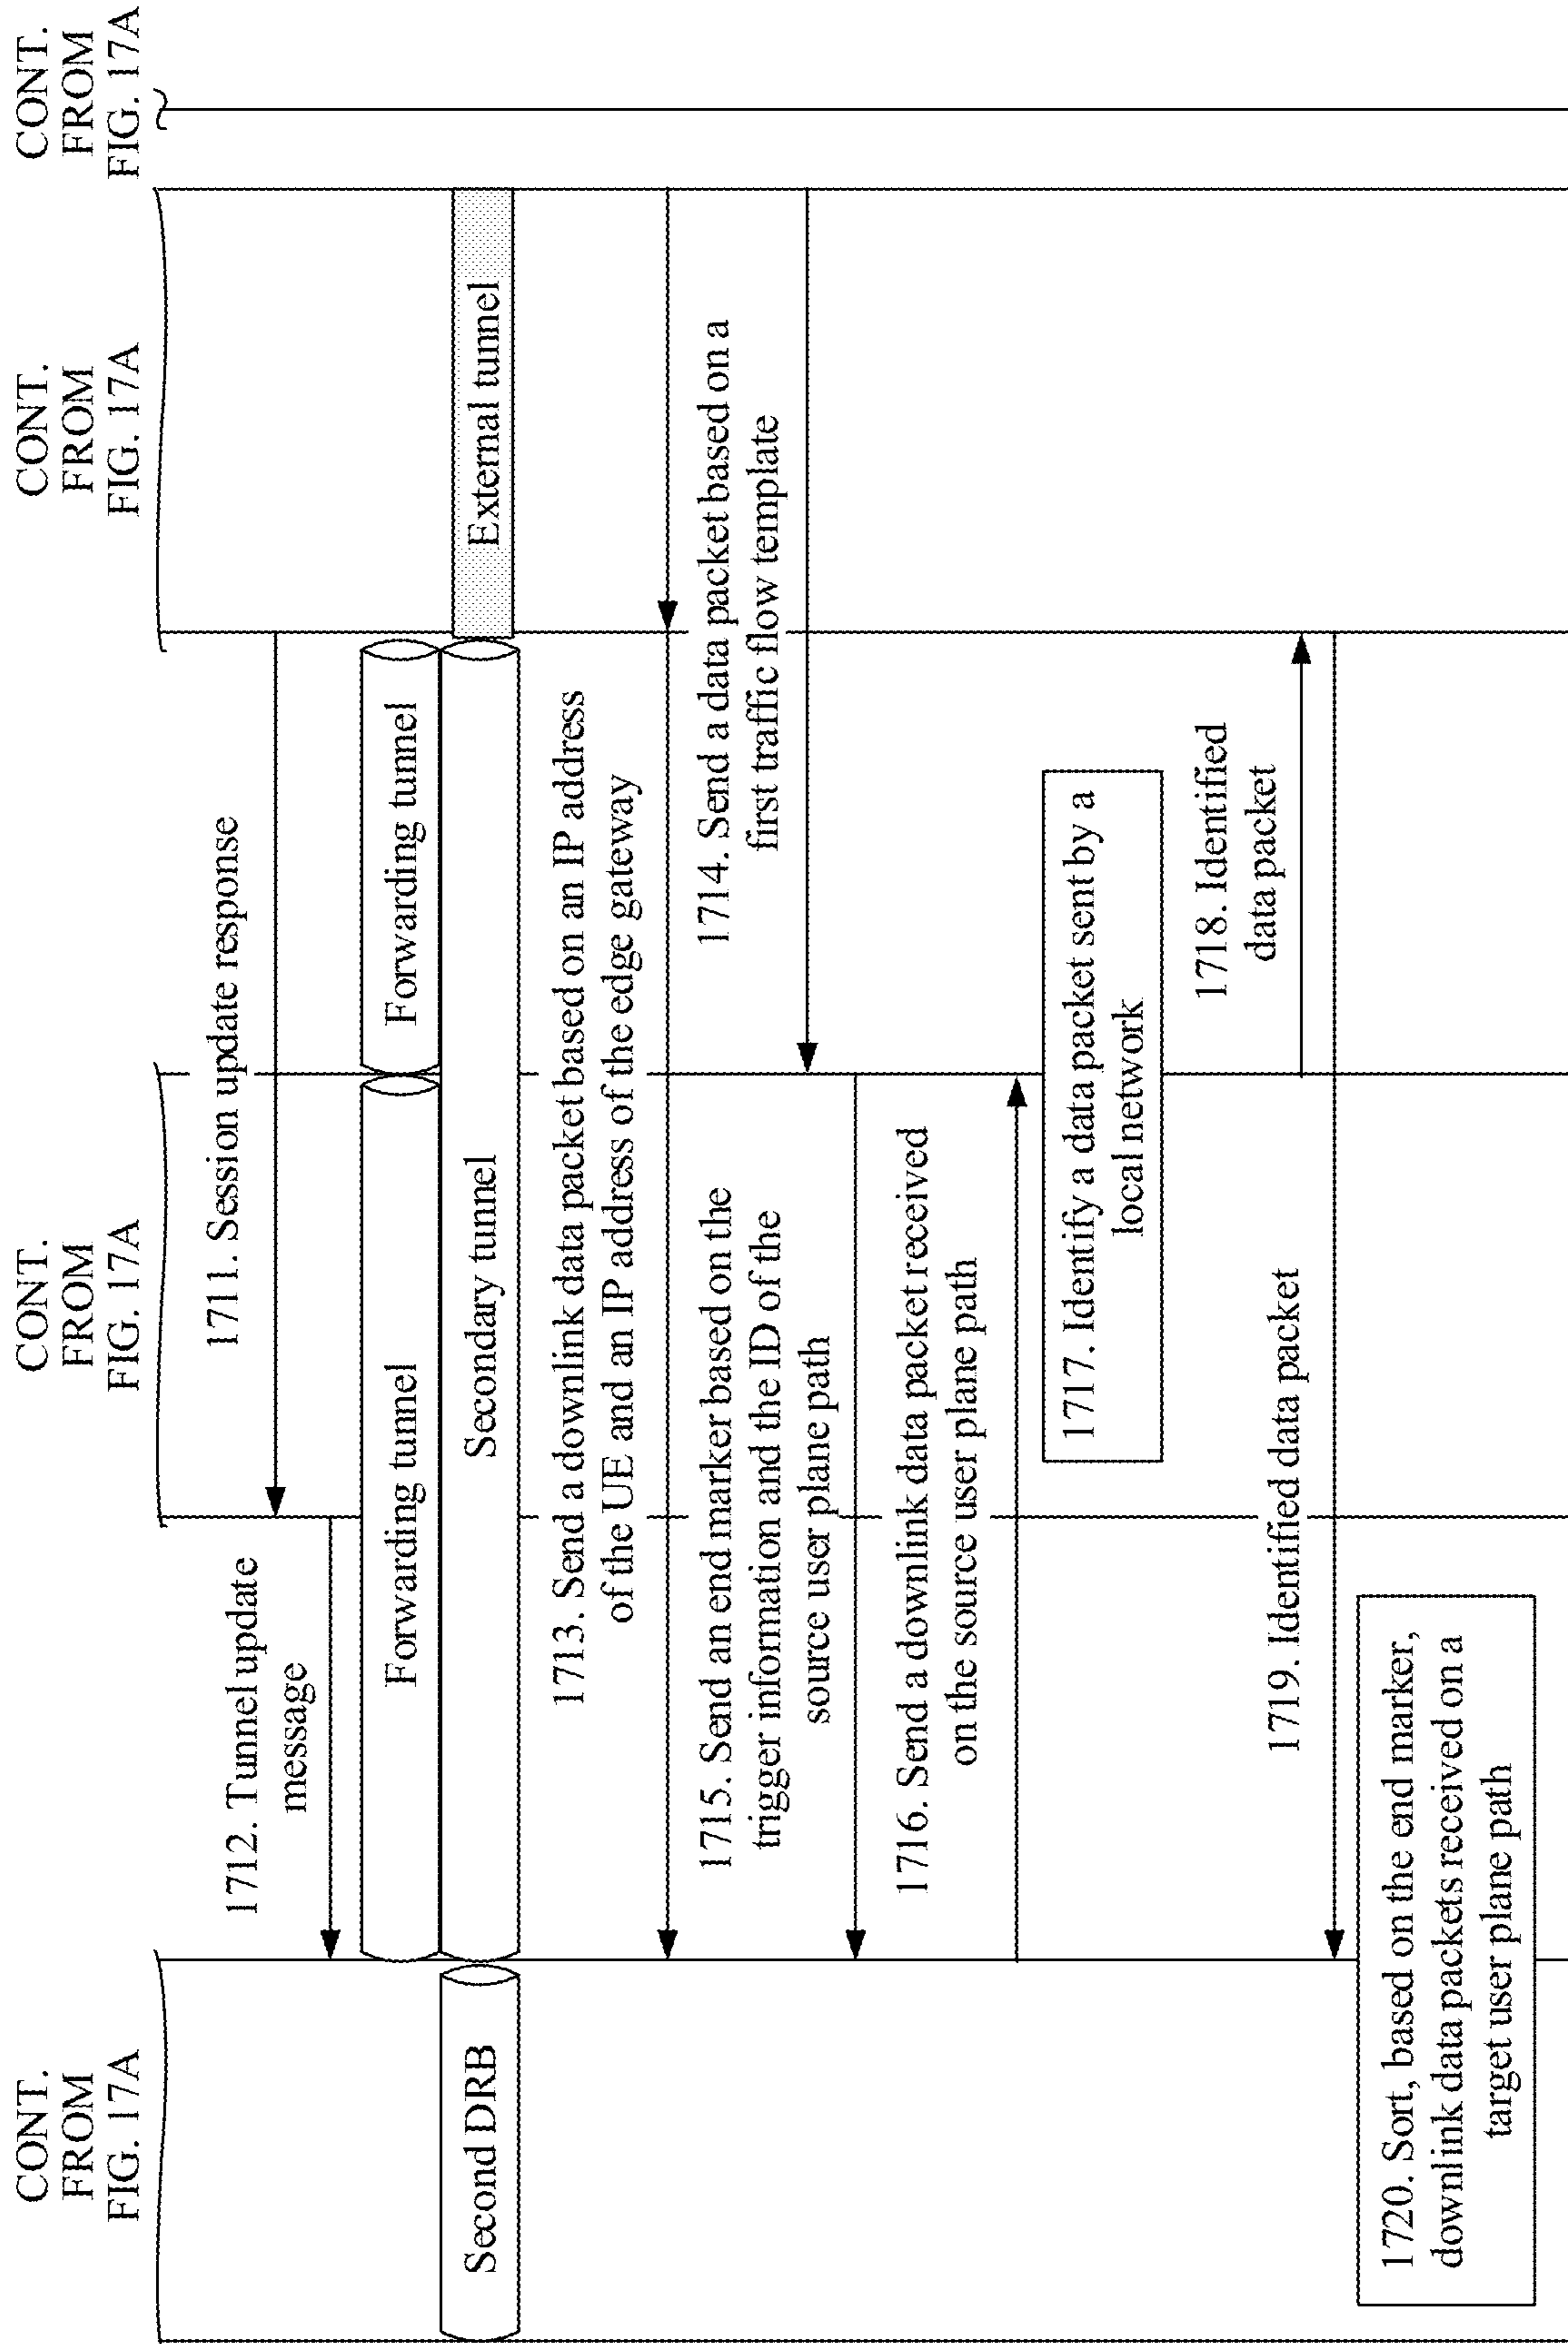 CONT.
FROM
FIG. 17A
CONT.
FROM
FIG. 17A
CONT.
FROM
FIG. 17A
CONT.
FROM
FIG. 17A
1711. Session update response
1712. Tunnel update
message
Forwarding tunnel
Forwarding tunnel
Second DRB
Secondary tunnel
External tunnel
1713. Send a downlink data packet based on an IP address
of the UE and an IP address of the edge gateway
1714. Send a data packet based on a
first traffic flow template
1715. Send an end marker based on the
trigger information and the ID of the
source user plane path
1716. Send a downlink data packet received
on the source user plane path
1717. Identify a data packet sent by a
local network
1718. Identified
data packet
1719. Identified data packet
1720. Sort, based on the end marker,
downlink data packets received on a
target user plane path